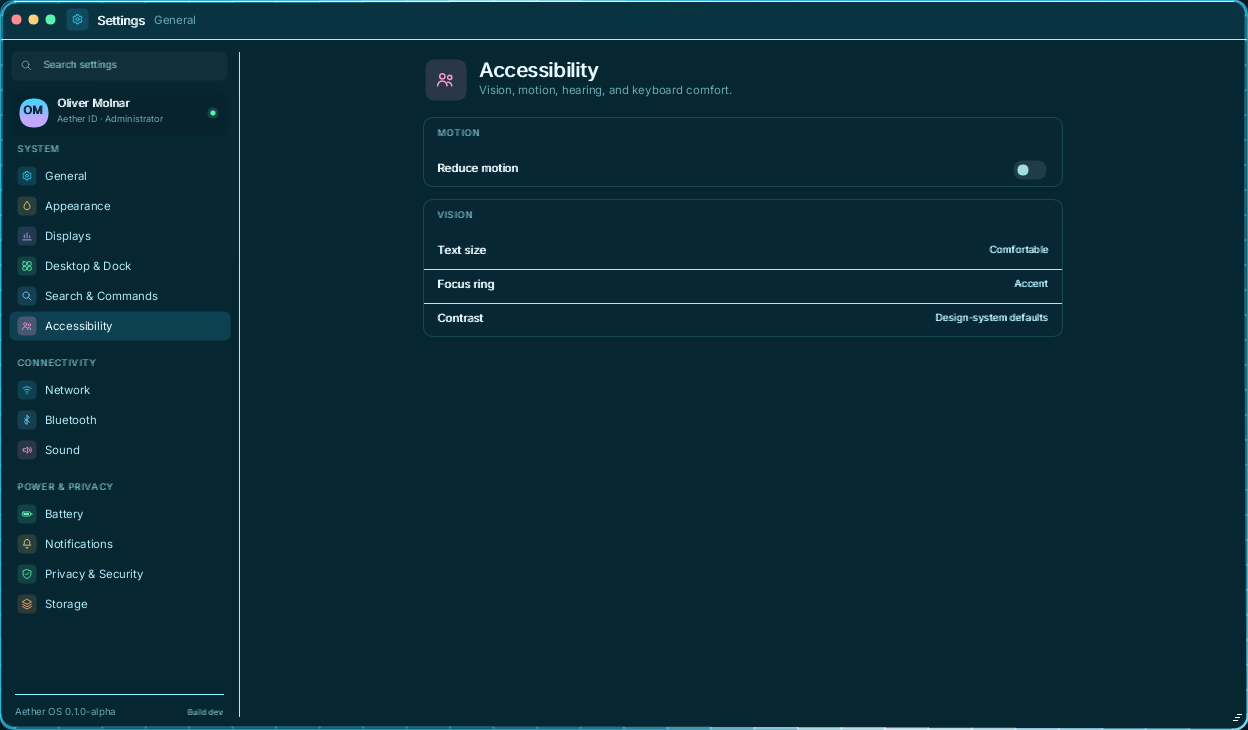 Settings General
Search settings
OM
Oliver Molnar
Aether ID · Administrator
SYSTEM
General
Appearance
Displays
Desktop & Dock
Search & Commands
Accessibility
CONNECTIVITY
Network
Bluetooth
Sound
POWER & PRIVACY
Battery
Notifications
Privacy & Security
Storage
Aether OS 0.1.0-alpha
Build dev
Accessibility
Vision, motion, hearing, and keyboard comfort.
MOTION
Reduce motion
VISION
Text size Comfortable
Focus ring Accent
Contrast Design-system defaults